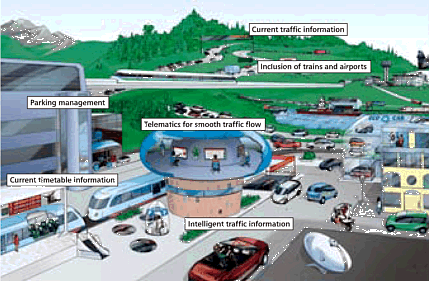 Current traffic information
Inclusion of trains and airports
Parking management
Telematics for smooth traffic flow
Current timetable information
Intelligent traffic information